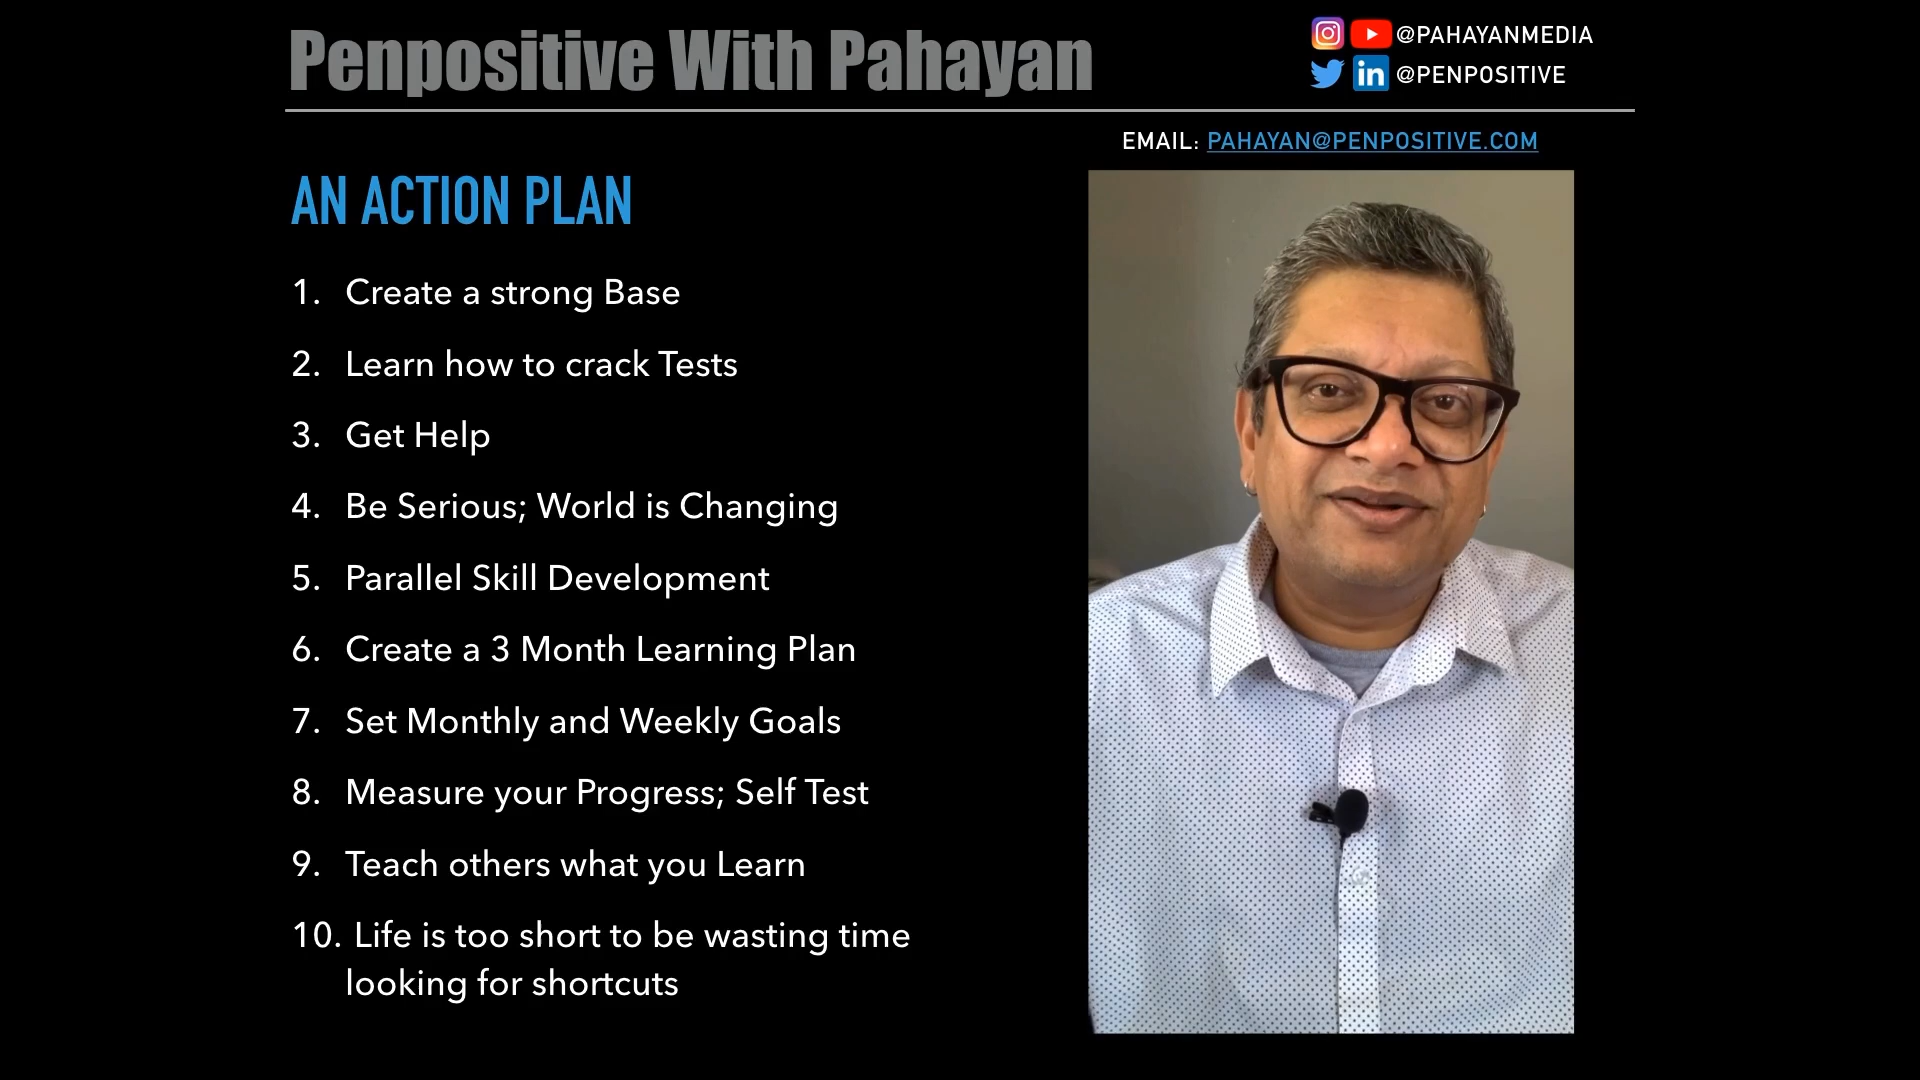 Penpositive With Pahayan
@PAHAYANMEDIA
@PENPOSITIVE
EMAIL: PAHAYAN@PENPOSITIVE.COM
AN ACTION PLAN
1. Create a strong Base
2. Learn how to crack Tests
3. Get Help
4. Be Serious; World is Changing
5. Parallel Skill Development
6. Create a 3 Month Learning Plan
7. Set Monthly and Weekly Goals
8. Measure your Progress; Self Test
9. Teach others what you Learn
10. Life is too short to be wasting time
looking for shortcuts